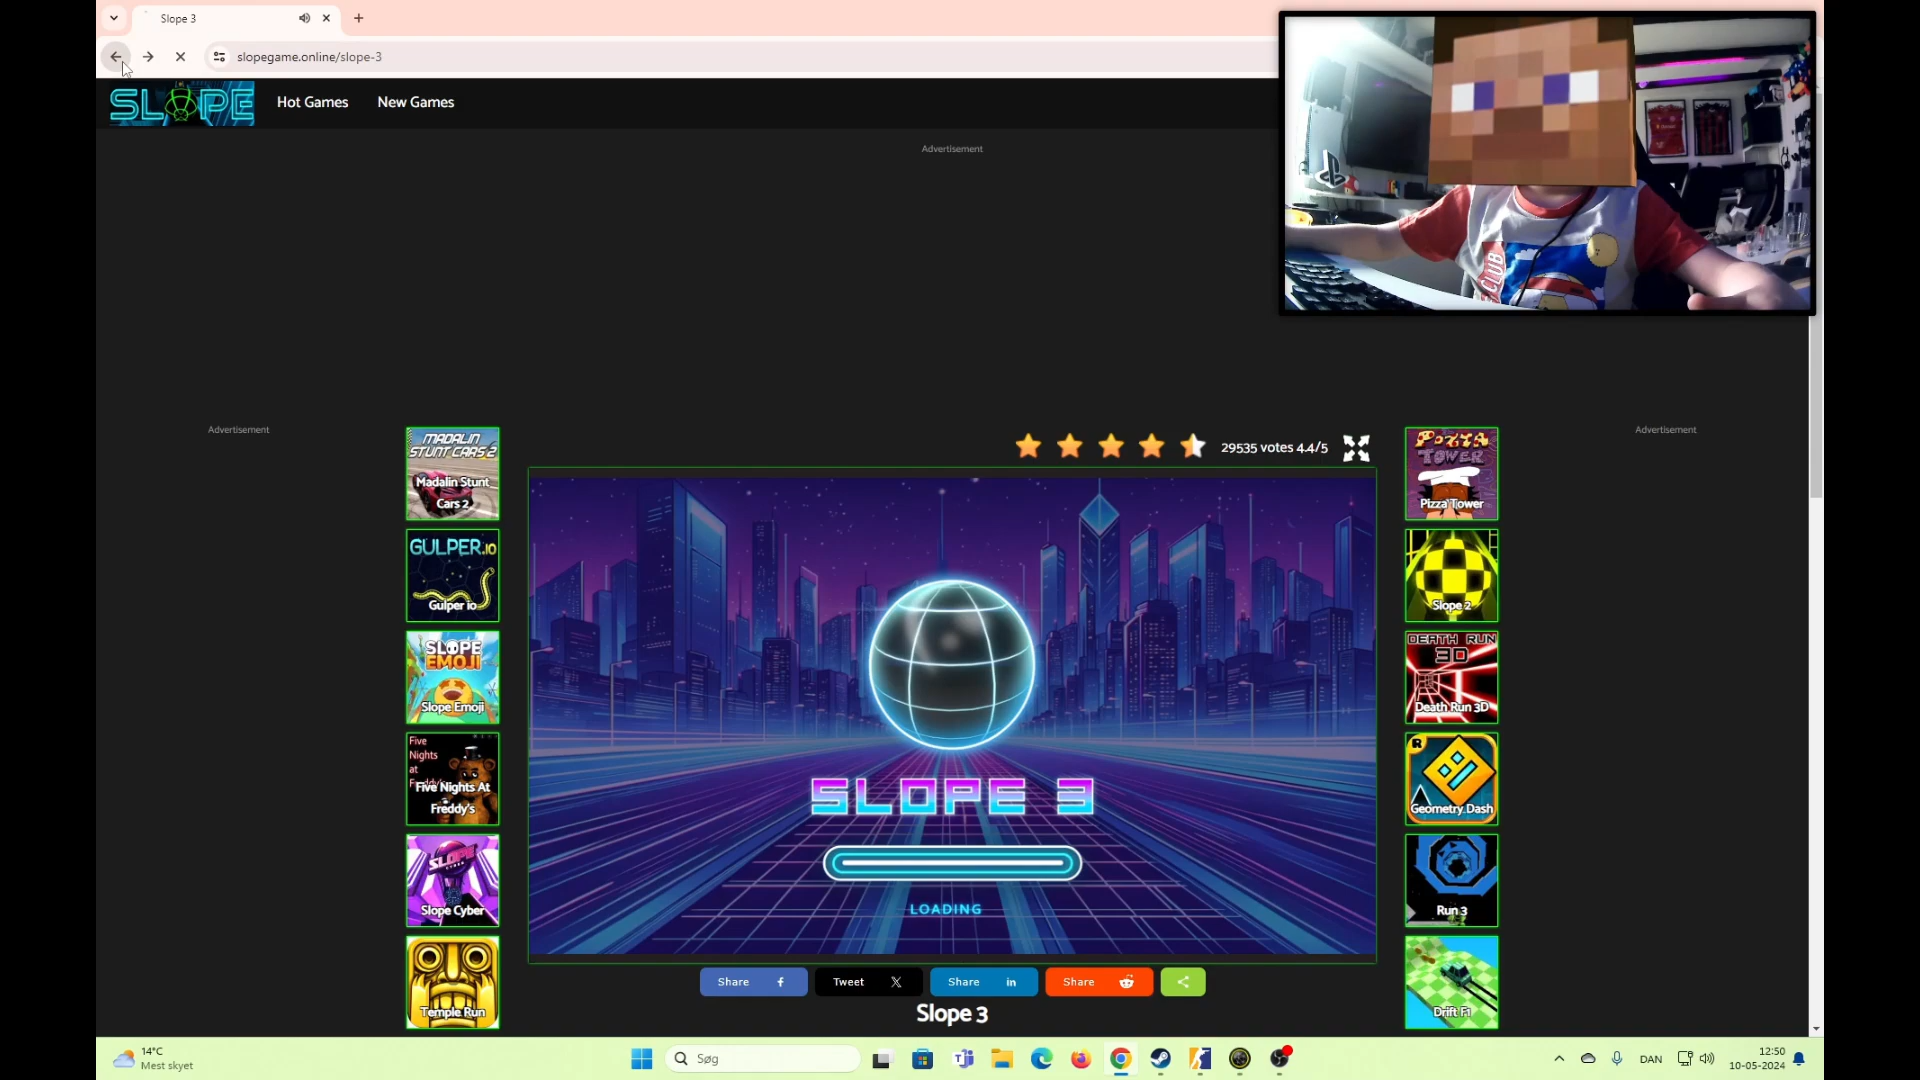 Slope 3
slopegame.online/slope-3
SLOPE
Hot Games
New Games
Advertisement
CLUB
Advertisement
Advertisement
29535 votes 4.4/5
MADALIN
STUNT CARS 2
Madalin Stunt
Cars 2
GULPER.IO
Gulper io
SLOPE
EMOJI
Slope Emoji
Five
Nights
at
Freddy's
Five Nights At
Freddy's
SLOPE
Slope Cyber
Temple Run
SLOPE 3
LOADING
PIZZA
TOWER
Pizza Tower
Slope 2
DEATH RUN
3D
Death Run 3D
R
Geometry Dash
Run 3
Drift F1
Share
Tweet
Share
in
Share
Slope 3
14°C
Mest skyet
Søg
DAN
12:50
10-05-2024